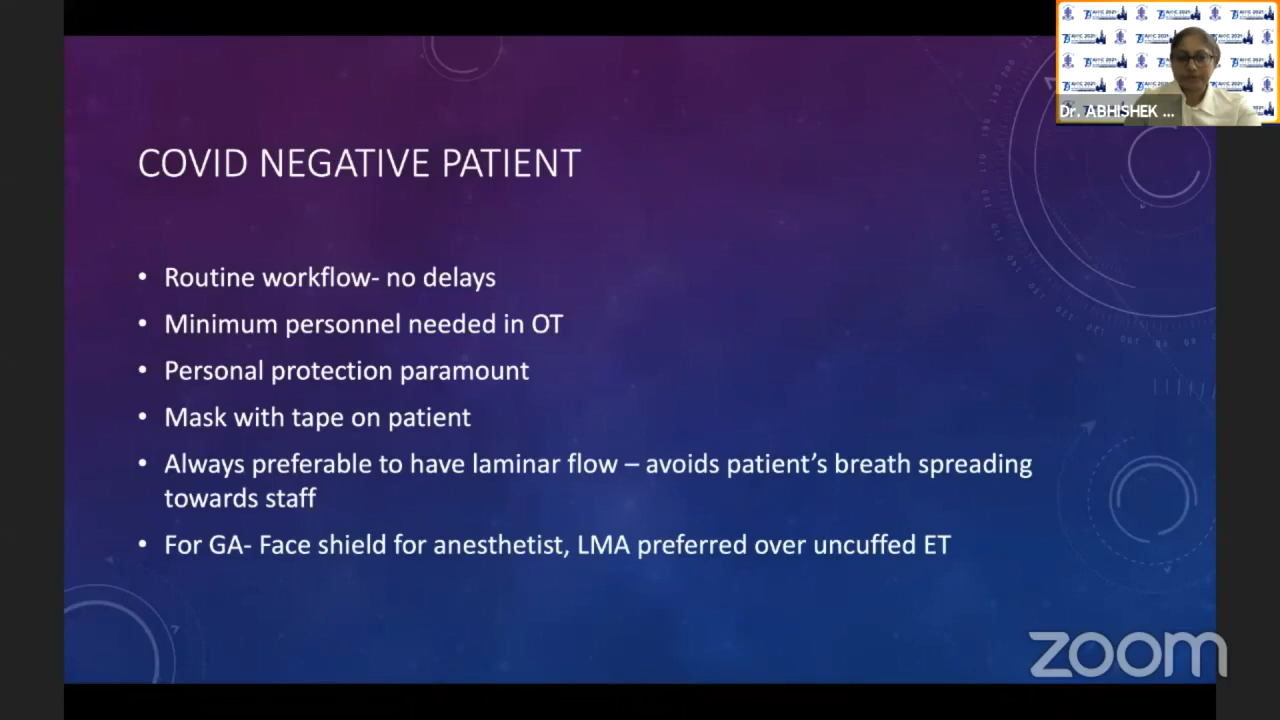 Dr. ABHISHEK ...
COVID NEGATIVE PATIENT
• Routine workflow- no delays
• Minimum personnel needed in OT
• Personal protection paramount
• Mask with tape on patient
• Always preferable to have laminar flow – avoids patient’s breath spreading
towards staff
• For GA- Face shield for anesthetist, LMA preferred over uncuffed ET
zoom